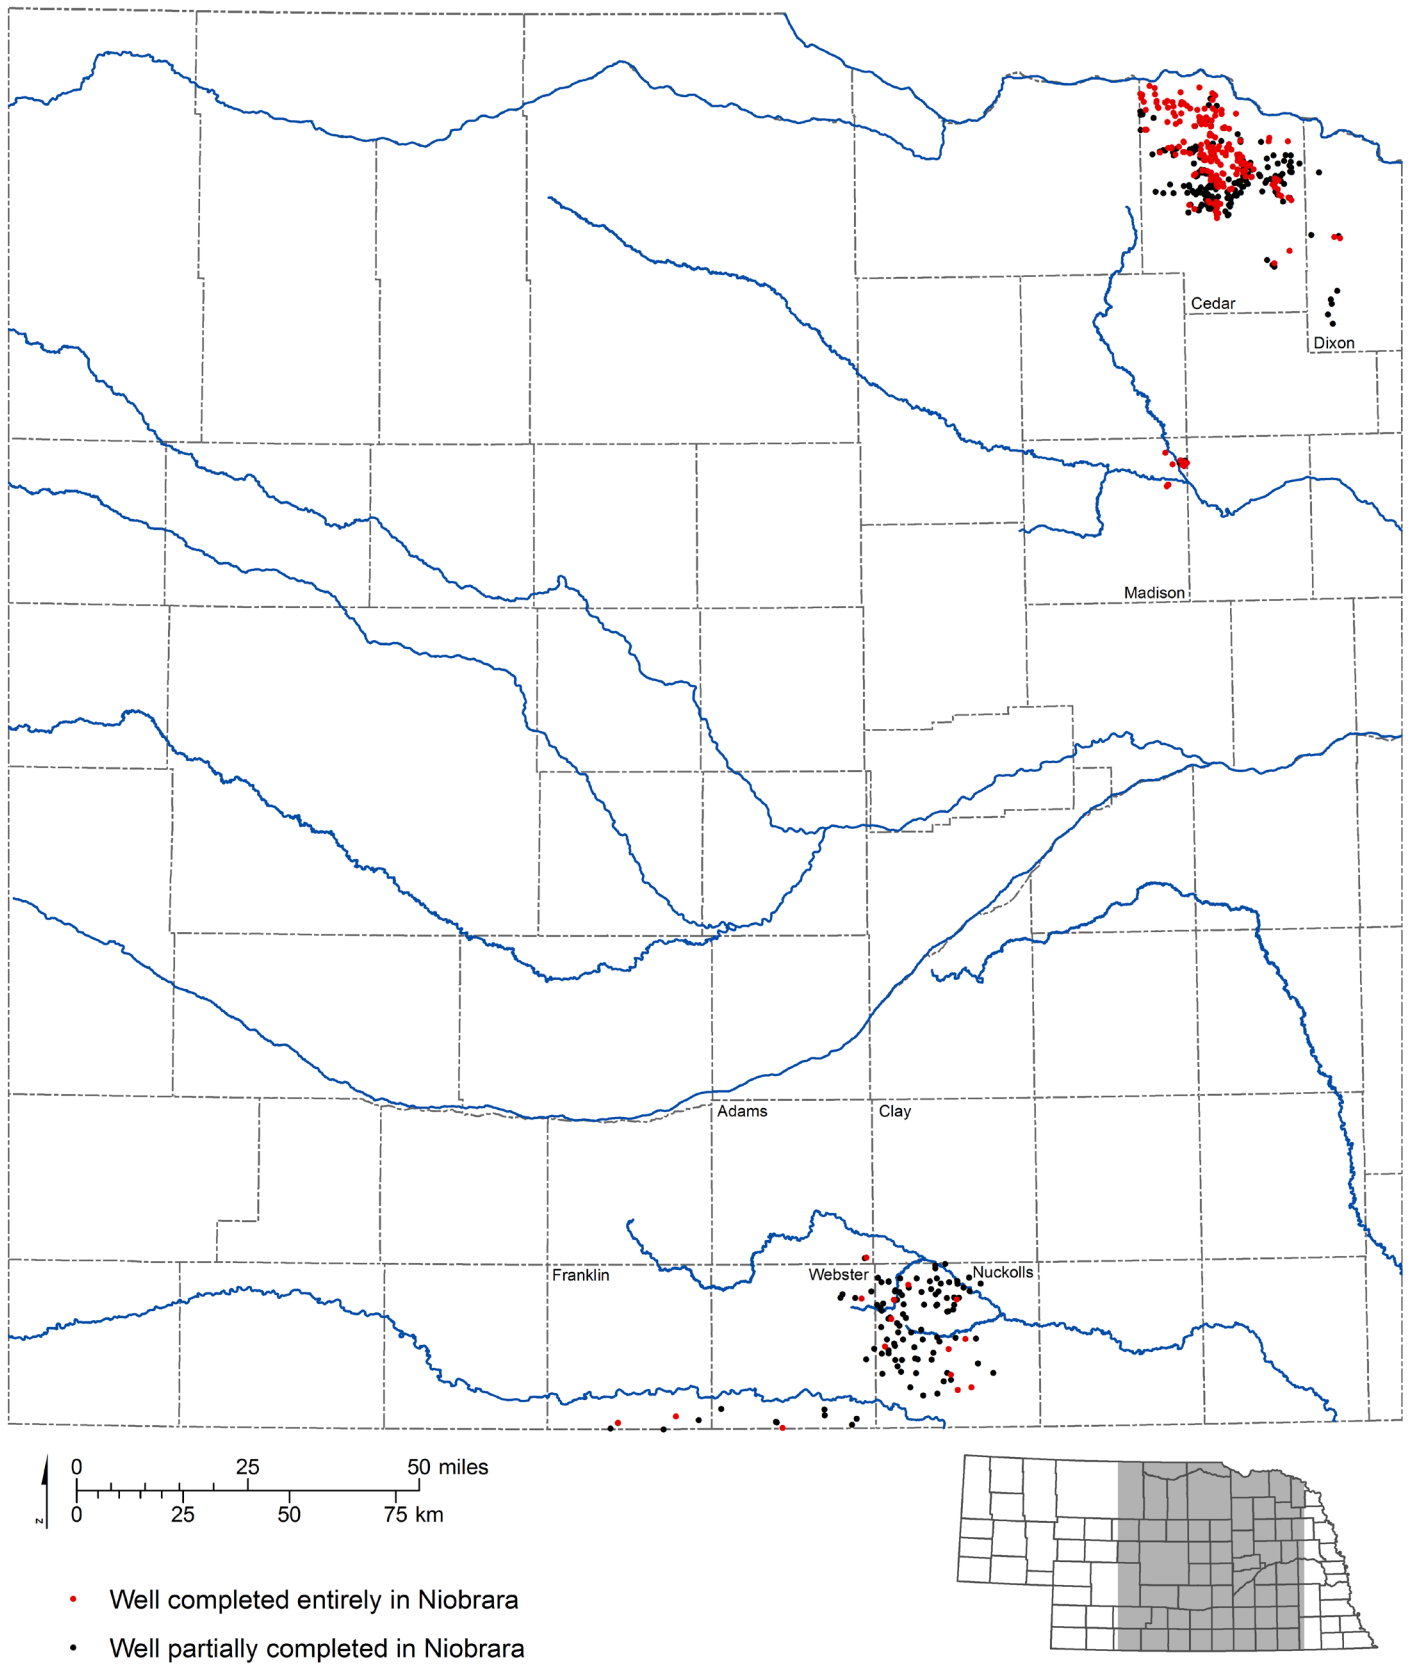 Cedar
Dixon
Madison
Adams
Clay
Franklin
Webster
Nuckolls
0 25 50 miles
0 25 50 75 km
z
Well completed entirely in Niobrara
Well partially completed in Niobrara